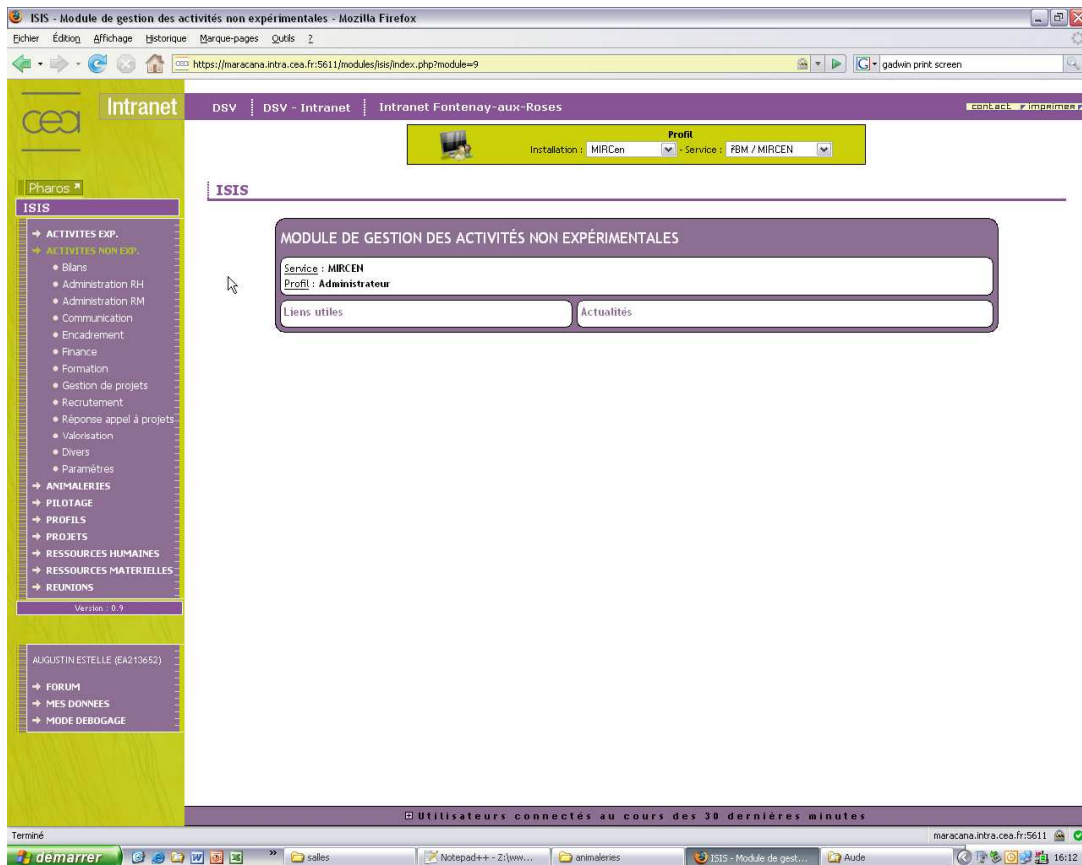 ISIS - Module de gestion des activités non expérimentales - Mozilla Firefox
Fichier Édition Affichage Historique Marque-pages Outils ?
https://maracana.intra.cea.fr:5611/modules/isis/index.php?module=9
gadwin print screen
cea
Intranet
DSV DSV - Intranet Intranet Fontenay-aux-Roses
contact imprimer
Profil
Installation : MIRCen - Service : I²BM / MIRCEN
Pharos
ISIS
ISIS
ACTIVITES EXP.
ACTIVITES NON EXP.
Bilans
Administration RH
Administration RM
Communication
Encadrement
Finance
Formation
Gestion de projets
Recrutement
Réponse appel à projets
Valorisation
Divers
Paramètres
ANIMALERIES
PILOTAGE
PROFILS
PROJETS
RESSOURCES HUMAINES
RESSOURCES MATERIELLES
REUNIONS
Version : 0.9
MODULE DE GESTION DES ACTIVITÉS NON EXPÉRIMENTALES
Service : MIRCEN
Profil : Administrateur
Liens utiles
Actualités
AUGUSTIN ESTELLE (EA213652)
FORUM
MES DONNEES
MODE DEBOGAGE
Utilisateurs connectés au cours des 30 dernières minutes
Terminé
maracana.intra.cea.fr:5611
démarrer
salles
Notepad++ - Z:\ww...
animaleries
ISIS - Module de gest...
Aude
16:12